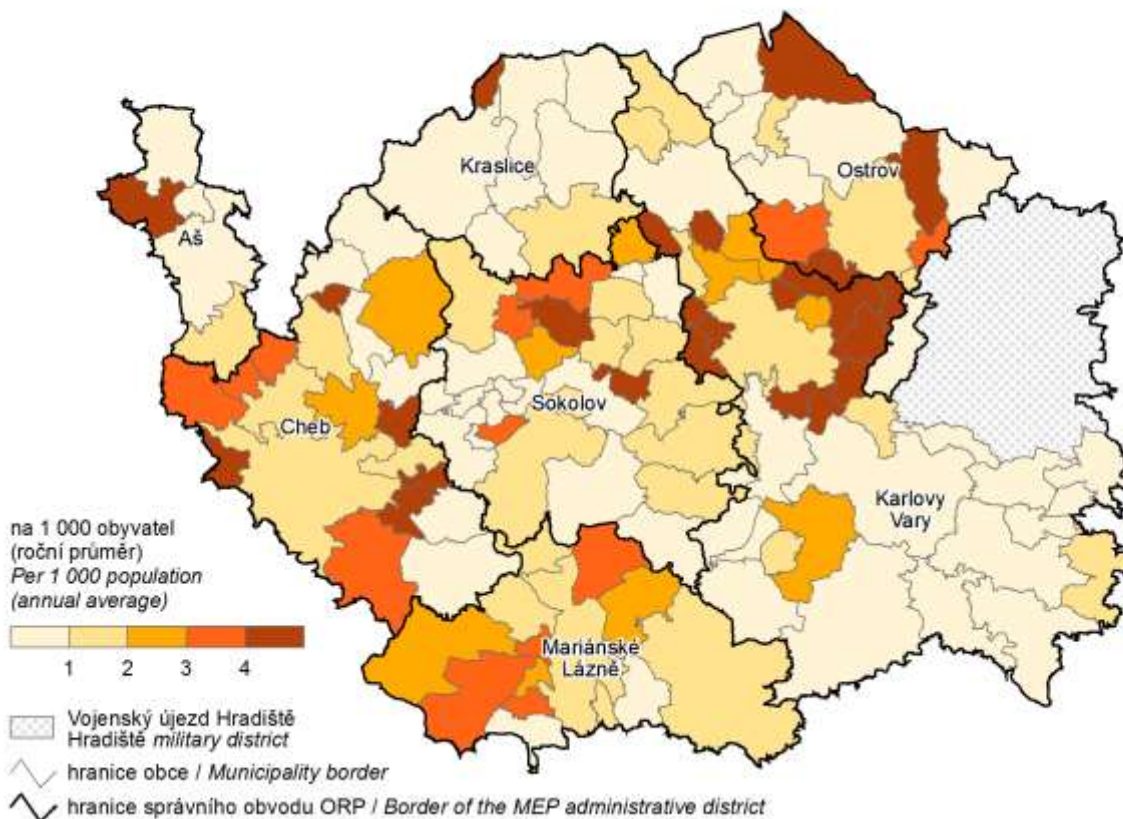 Kraslice
Ostrov
Aš
Cheb
Sokolov
Karlovy
Vary
Mariánské
Lázně
na 1 000 obyvatel
(roční průměr)
Per 1 000 population
(annual average)
1 2 3 4
Vojenský újezd Hradiště
Hradiště military district
hranice obce / Municipality border
hranice správního obvodu ORP / Border of the MEP administrative district